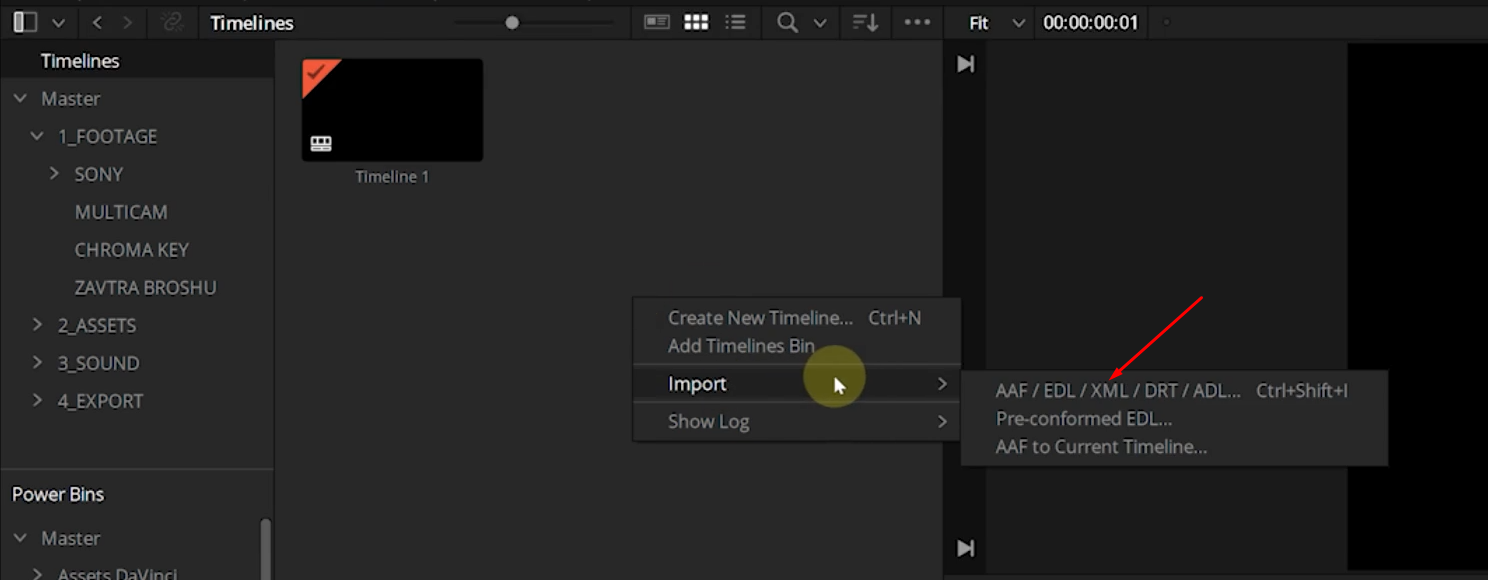 Timelines
Fit
00:00:00:01
Timelines
Master
1_FOOTAGE
SONY
MULTICAM
CHROMA KEY
ZAVTRA BROSHU
2_ASSETS
3_SOUND
4_EXPORT
Power Bins
Master
Assets DaVinci
Timeline 1
Create New Timeline... Ctrl+N
Add Timelines Bin
Import
Show Log
AAF / EDL / XML / DRT / ADL... Ctrl+Shift+I
Pre-conformed EDL...
AAF to Current Timeline...